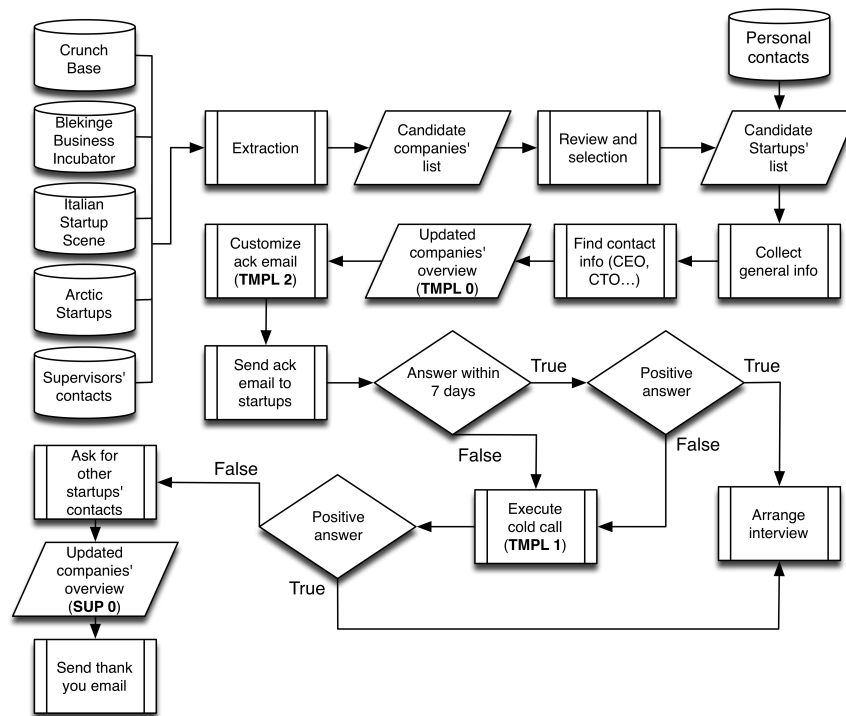 Crunch
Base
Blekinge
Business
Incubator
Italian
Startup
Scene
Arctic
Startups
Supervisors'
contacts
Extraction
Candidate
companies'
list
Review and
selection
Personal
contacts
Candidate
Startups'
list
Collect
general info
Find contact
info (CEO,
CTO...)
Updated
companies'
overview
(TMPL 0)
Customize
ack email
(TMPL 2)
Send ack
email to
startups
Answer within
7 days
True
False
Positive
answer
True
False
Execute
cold call
(TMPL 1)
Arrange
interview
Positive
answer
False
True
Ask for
other
startups'
contacts
Updated
companies'
overview
(SUP 0)
Send thank
you email